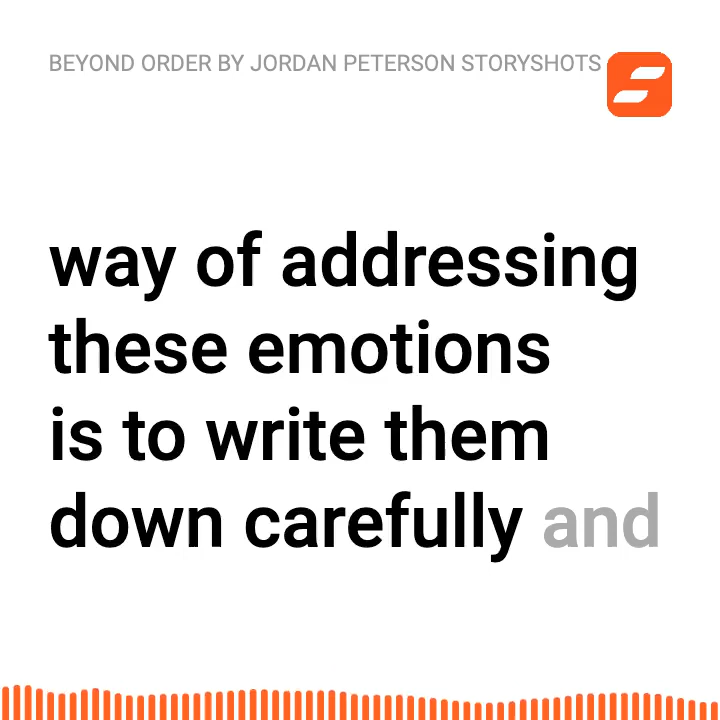 BEYOND ORDER BY JORDAN PETERSON STORYSHOTS
way of addressing
these emotions
is to write them
down carefully and